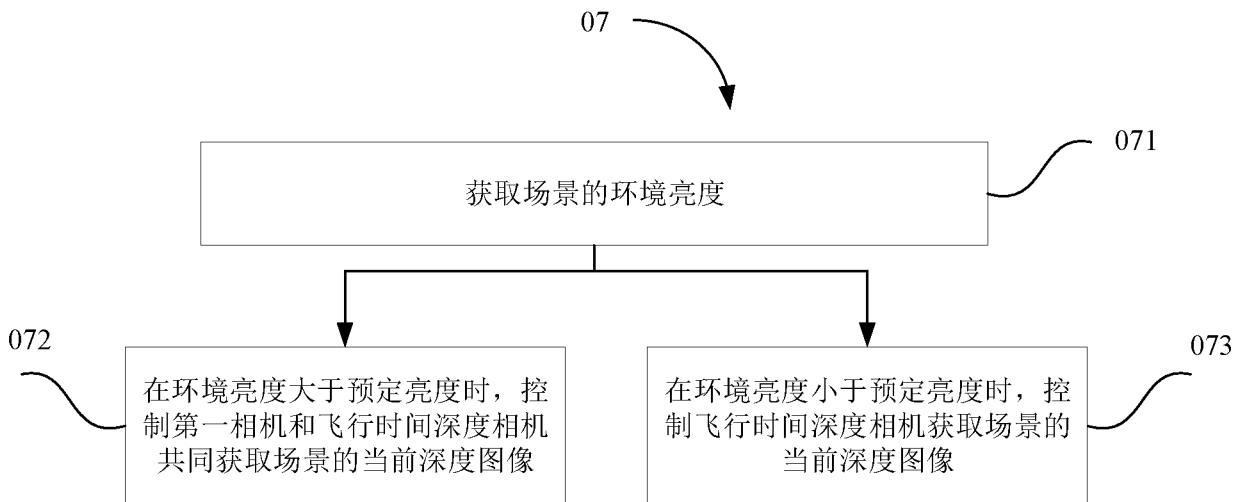 07
071
获取场景的环境亮度
072
在环境亮度大于预定亮度时，控
制第一相机和飞行时间深度相机
共同获取场景的当前深度图像
073
在环境亮度小于预定亮度时，控
制飞行时间深度相机获取场景的
当前深度图像